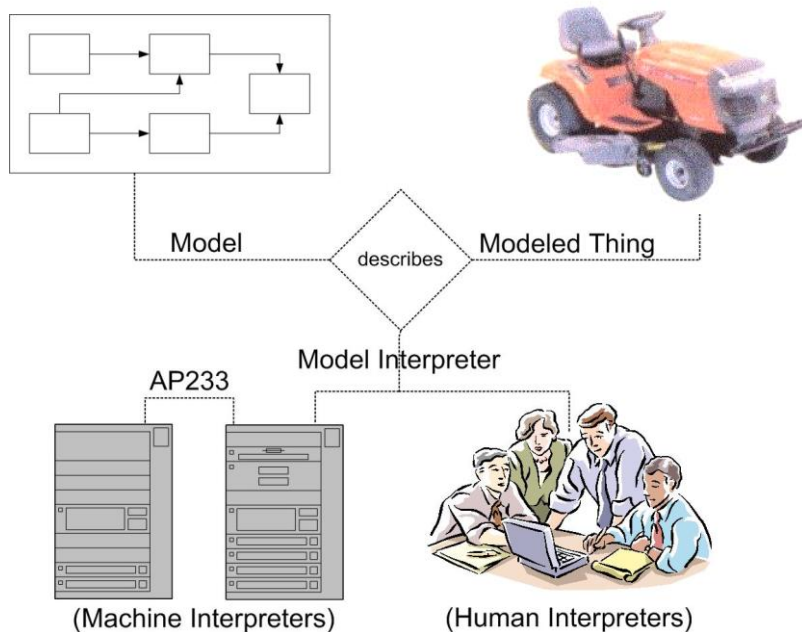 Model
describes
Modeled Thing
Model Interpreter
AP233
(Machine Interpreters)
(Human Interpreters)